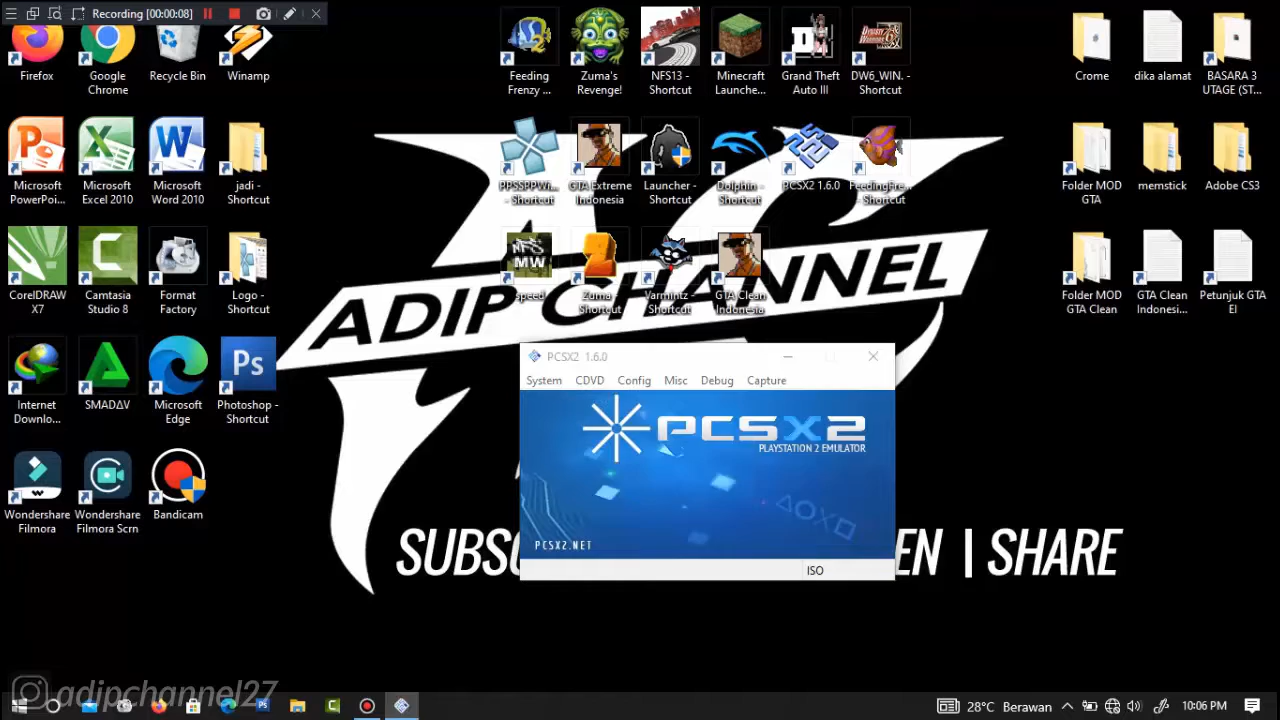 Recording [00:00:08]
Firefox
Google
Chrome
Recycle Bin
Winamp
Feeding
Frenzy ...
Zuma's
Revenge!
NFS13 -
Shortcut
Minecraft
Launche...
Grand Theft
Auto III
DW6_WIN. -
Shortcut
Crome
dika alamat
BASARA 3
UTAGE (ST...
Microsoft
PowerPoi...
Microsoft
Excel 2010
Microsoft
Word 2010
jadi -
Shortcut
PPSSPPWi...
- Shortcut
GTA Extreme
Indonesia
Launcher -
Shortcut
Dolphin -
Shortcut
PCSX2 1.6.0
FeedingFre...
- Shortcut
Folder MOD
GTA
memstick
Adobe CS3
CorelDRAW
X7
Camtasia
Studio 8
Format
Factory
Logo -
Shortcut
NFS
MW
speed
Zuma -
Shortcut
Varmintz -
Shortcut
GTA Clean
Indonesia
Folder MOD
GTA Clean
GTA Clean
Indonesi...
Petunjuk GTA
EI
ADIP CHANNEL
Internet
Downlo...
SMADΔV
Microsoft
Edge
Ps
Photoshop -
Shortcut
Wondershare
Filmora
Wondershare
Filmora Scrn
Bandicam
PCSX2 1.6.0
System CDVD Config Misc Debug Capture
PCSX2
PLAYSTATION 2 EMULATOR
PCSX2.NET
ISO
SUBSC
EN | SHARE
adipchannel27
28°C Berawan
10:06 PM